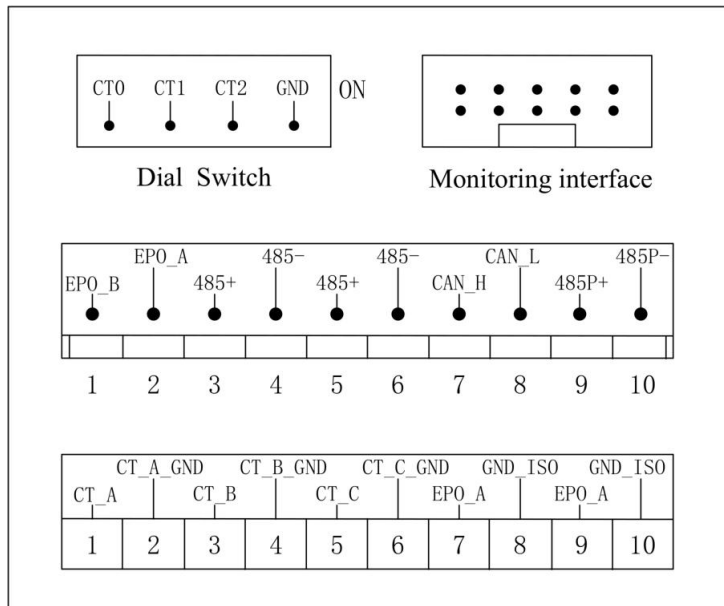 CT0 CT1 CT2 GND ON
Dial Switch Monitoring interface
EPO_A 485- 485- CAN_L 485P-
EPO_B 485+ 485+ CAN_H 485P+
1 2 3 4 5 6 7 8 9 10
CT_A_GND CT_B_GND CT_C_GND GND_ISO GND_ISO
CT_A CT_B CT_C EPO_A EPO_A
1 2 3 4 5 6 7 8 9 10